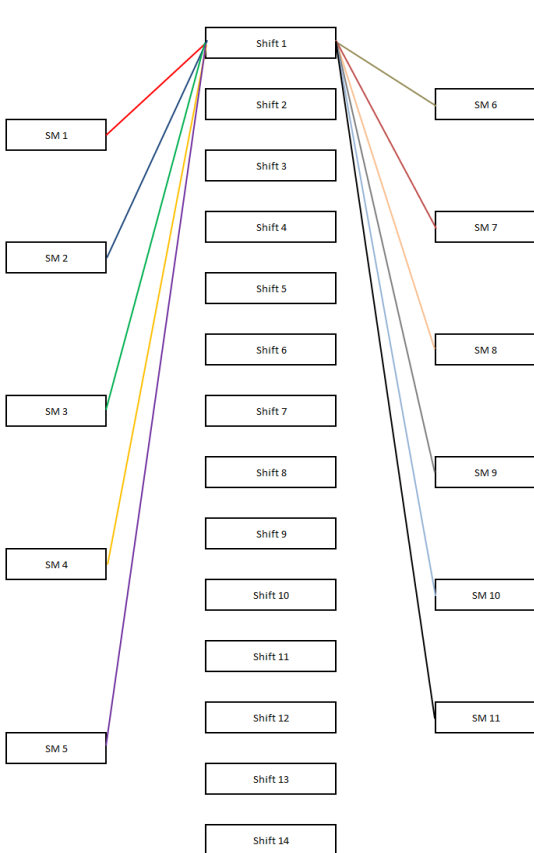 Shift 1
Shift 2
SM 6
SM 1
Shift 3
Shift 4
SM 7
SM 2
Shift 5
Shift 6
SM 8
SM 3
Shift 7
Shift 8
SM 9
Shift 9
SM 4
Shift 10
SM 10
Shift 11
Shift 12
SM 11
SM 5
Shift 13
Shift 14